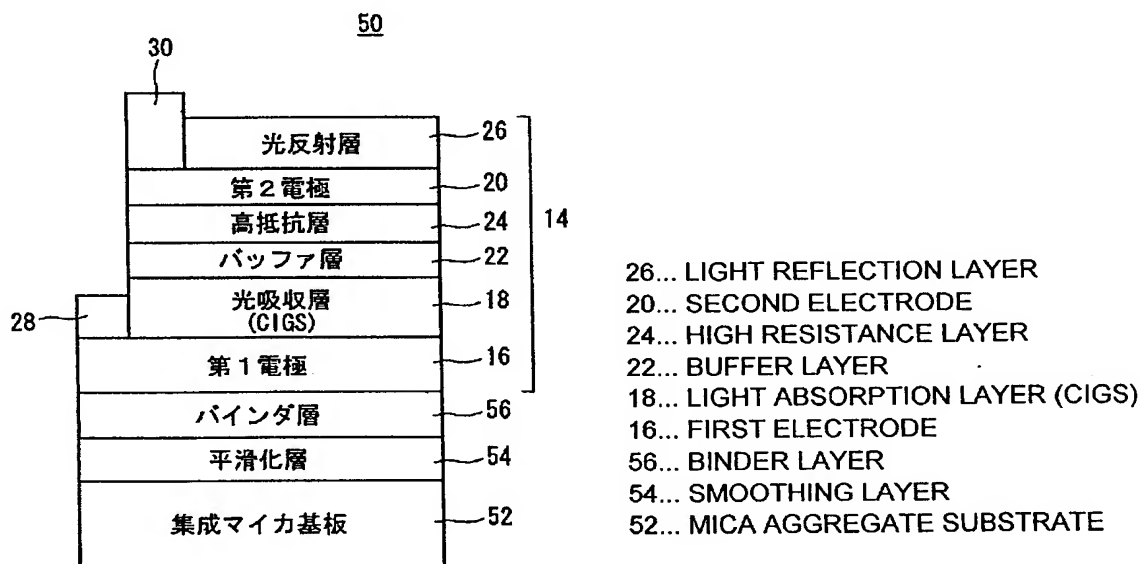 50
30
光反射層
26
第2電極
20
高抵抗層
24
14
バッファ層
22
光吸収層
(CIGS)
18
28
第1電極
16
バインダ層
56
平滑化層
54
集成マイカ基板
52
26... LIGHT REFLECTION LAYER
20... SECOND ELECTRODE
24... HIGH RESISTANCE LAYER
22... BUFFER LAYER
18... LIGHT ABSORPTION LAYER (CIGS)
16... FIRST ELECTRODE
56... BINDER LAYER
54... SMOOTHING LAYER
52... MICA AGGREGATE SUBSTRATE